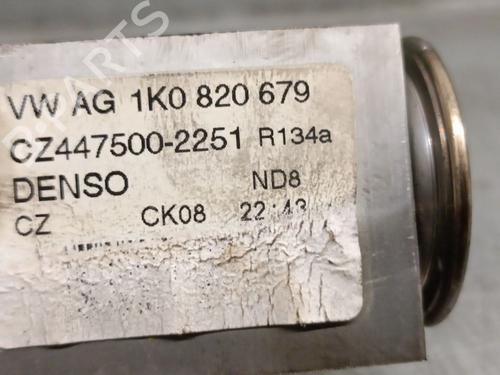 VW AG 1K0 820 679
CZ447500-2251 R134a
DENSO ND8
CZ CK08 22:43